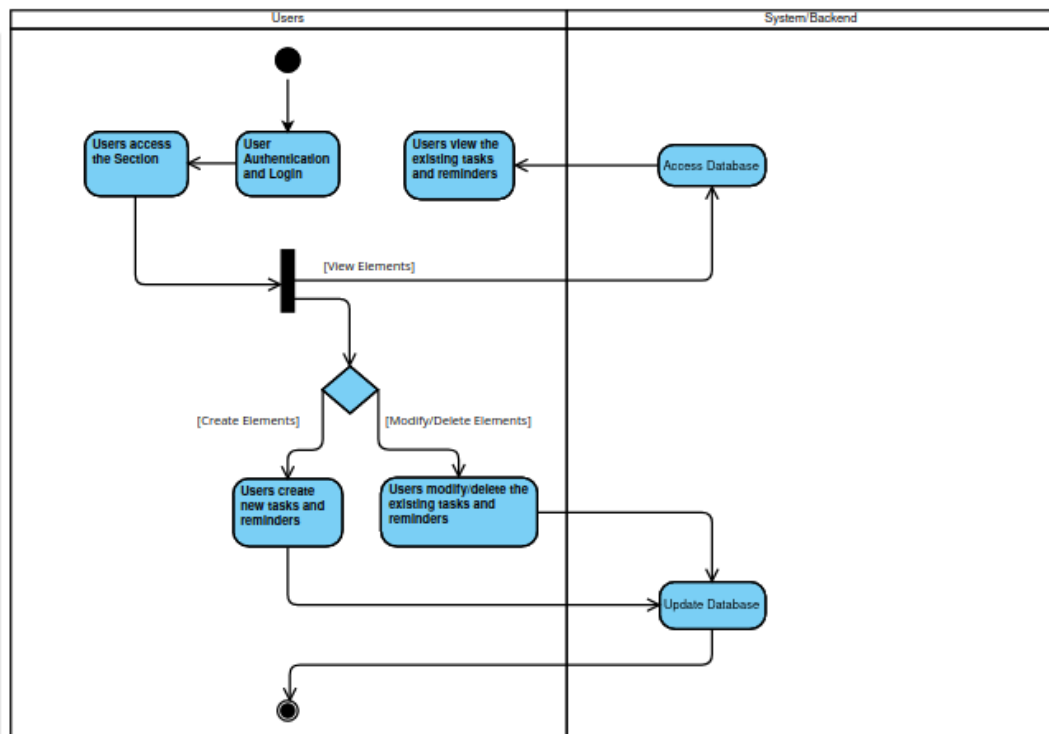 Users
System/Backend
Users access
the Section
User
Authentication
and Login
Users view the
existing tasks
and reminders
Access Database
[View Elements]
[Create Elements]
[Modify/Delete Elements]
Users create
new tasks and
reminders
Users modify/delete the
existing tasks and
reminders
Update Database